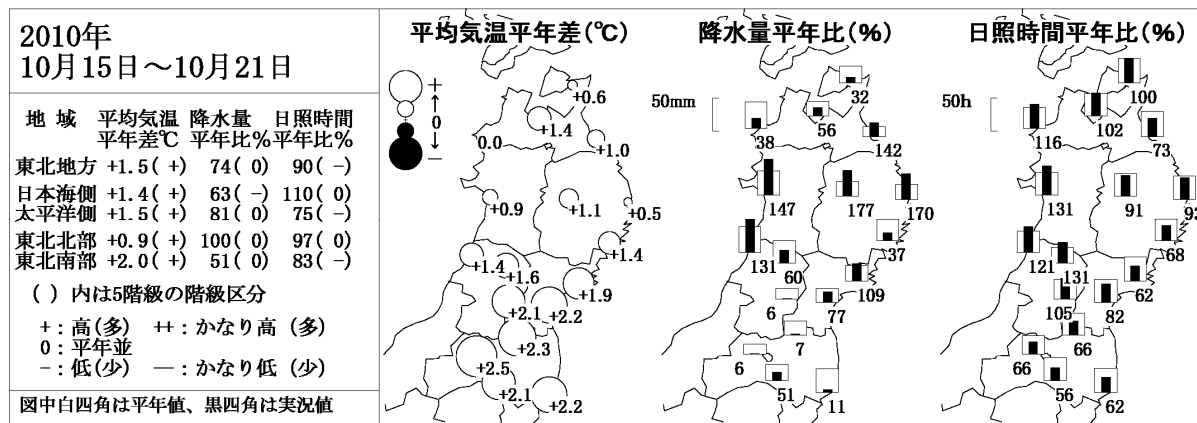 2010年
10月15日～10月21日
地 域 平均気温 降水量 日照時間
平年差℃ 平年比% 平年比%
東北地方 +1.5( +) 74( 0) 90( -)
日本海側 +1.4( +) 63( -) 110( 0)
太平洋側 +1.5( +) 81( 0) 75( -)
東北北部 +0.9( +) 100( 0) 97( 0)
東北南部 +2.0( +) 51( 0) 83( -)
( ) 内は5階級の階級区分
+ : 高(多) ++ : かなり高 (多)
0 : 平年並
- : 低(少) -- : かなり低 (少)
図中白四角は平年値、黒四角は実況値
平均気温平年差(℃)
+
↑
0
↓
-
+0.6
+1.4
0.0
+1.0
+0.9
+1.1
+0.5
+1.4
+1.4
+1.6
+1.9
+2.1
+2.2
+2.3
+2.5
+2.1
+2.2
降水量平年比(%)
50mm
32
56
38
142
147
177
170
37
131
60
109
6
77
7
6
51
11
日照時間平年比(%)
50h
100
102
116
73
131
91
93
68
121
131
62
105
82
66
66
56
62